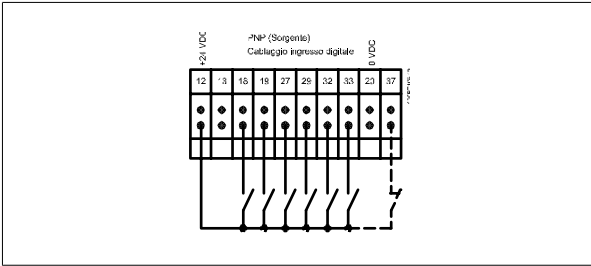 +24 VDC
PNP (Sorgente)
Cablaggio ingresso digitale
0 VDC
12 13 18 19 27 29 32 33 20 37